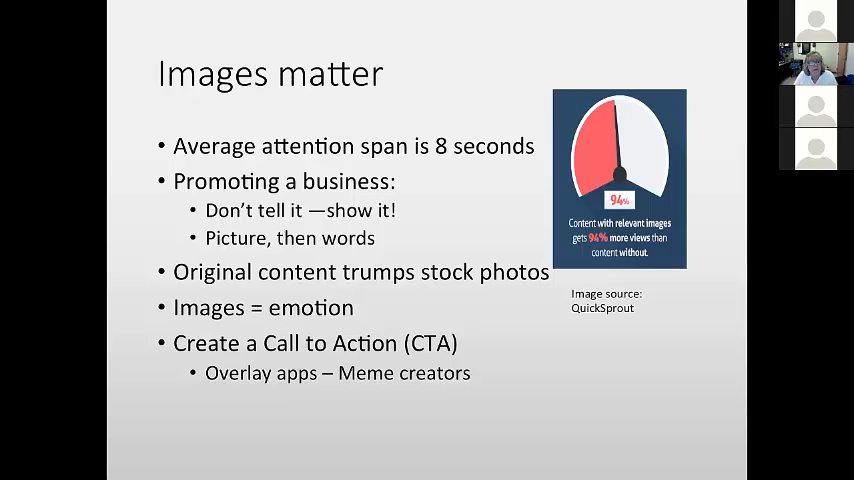 Images matter
• Average attention span is 8 seconds
• Promoting a business:
• Don't tell it —show it!
• Picture, then words
• Original content trumps stock photos
• Images = emotion
• Create a Call to Action (CTA)
• Overlay apps – Meme creators
94%
Content with relevant images
gets 94% more views than
content without.
Image source:
QuickSprout